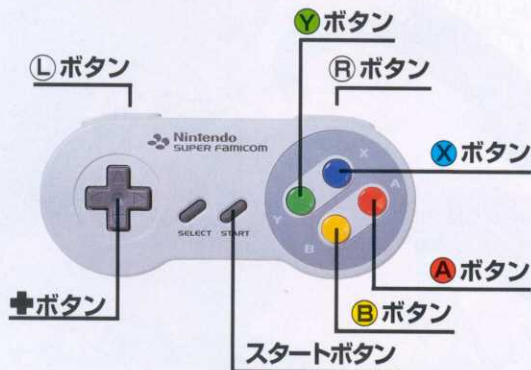 Ⓨボタン
Ⓛボタン
Ⓡボタン
Nintendo
SUPER FAMICOM
Ⓧボタン
X
A
Y
B
SELECT START
Ⓐボタン
✚ボタン
Ⓑボタン
スタートボタン